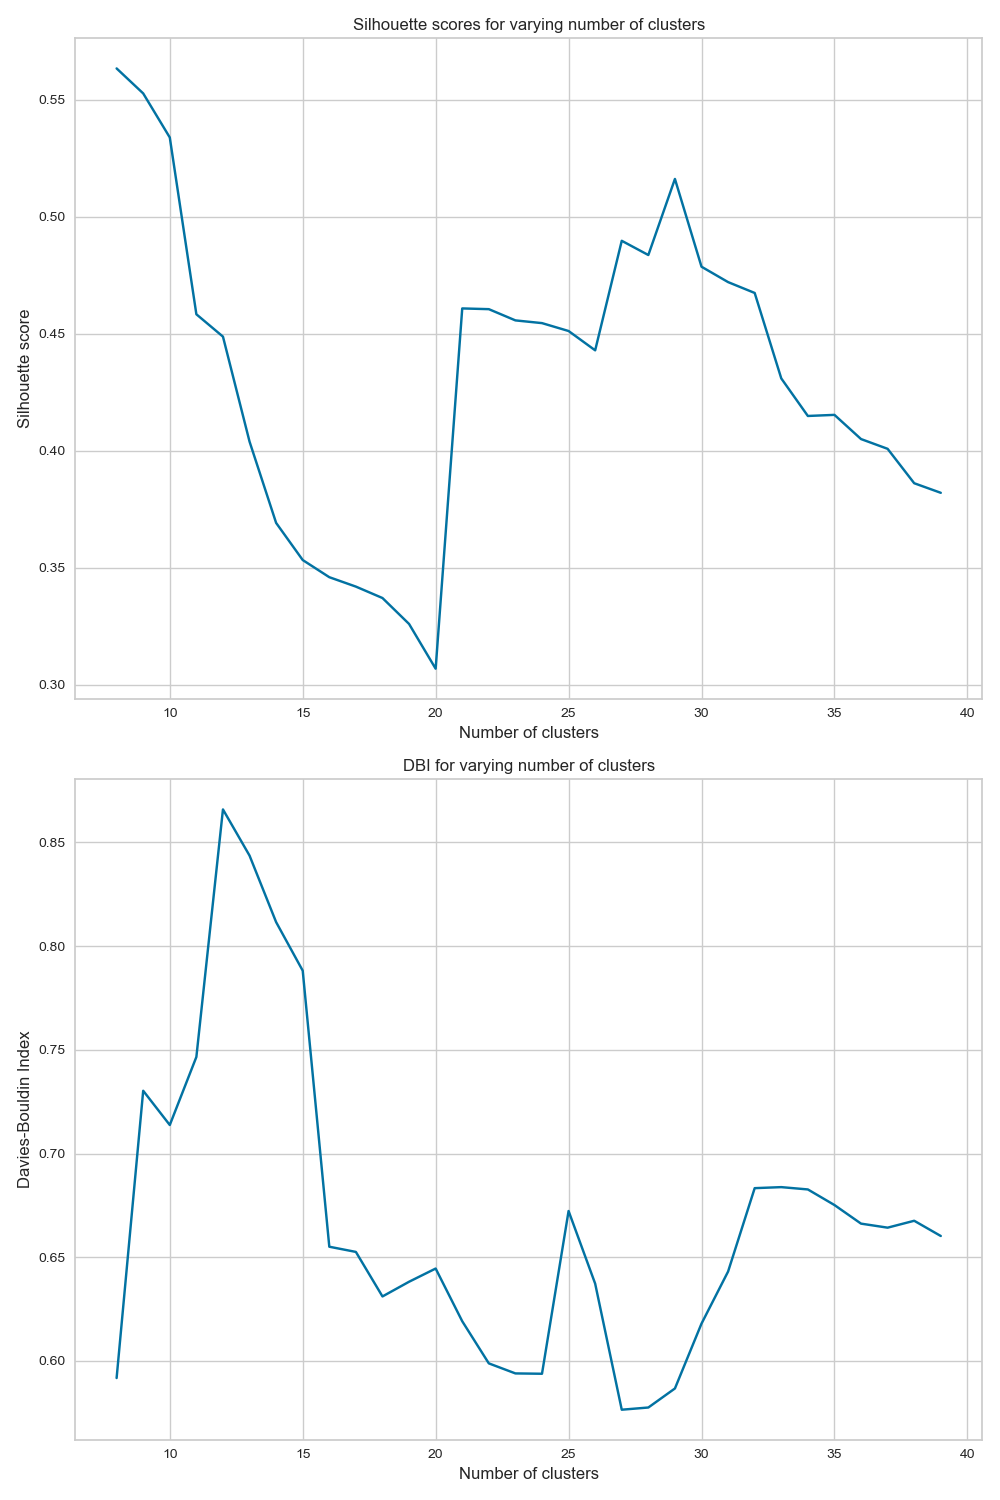 Silhouette scores for varying number of clusters
Silhouette score
0.55
0.50
0.45
0.40
0.35
0.30
10 15 20 25 30 35 40
Number of clusters
DBI for varying number of clusters
Davies-Bouldin Index
0.85
0.80
0.75
0.70
0.65
0.60
10 15 20 25 30 35 40
Number of clusters